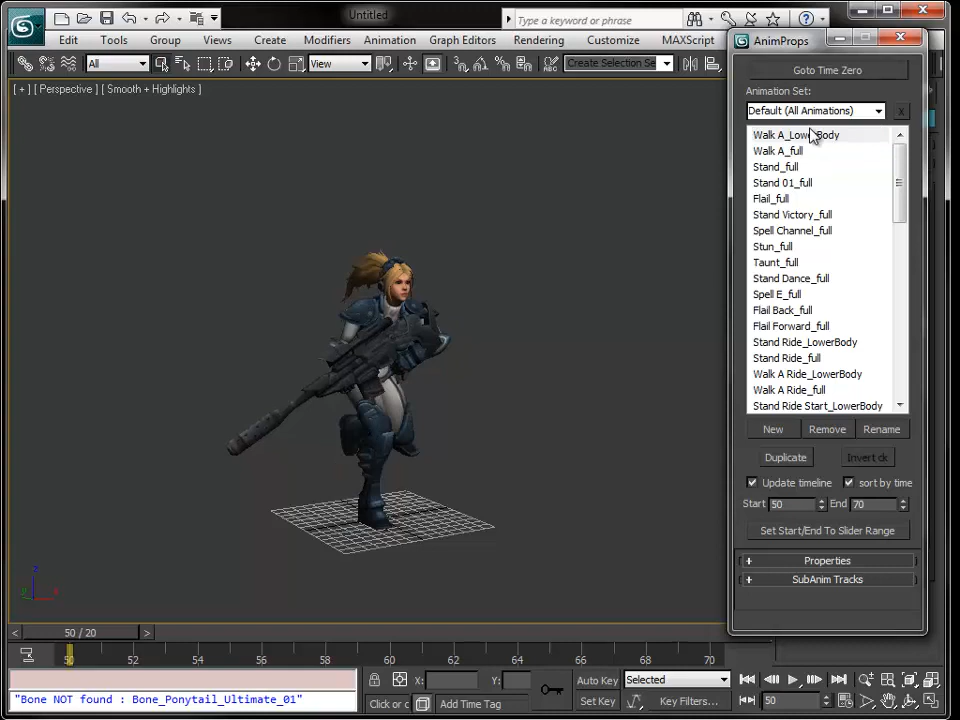 Untitled
Type a keyword or phrase
Edit Tools Group Views Create Modifiers Animation Graph Editors Rendering Customize MAXScript
All
View
Create Selection Se
[ + ] [ Perspective ] [ Smooth + Highlights ]
AnimProps
Goto Time Zero
Animation Set:
Default (All Animations)
X
Walk A_LowerBody
Walk A_full
Stand_full
Stand 01_full
Flail_full
Stand Victory_full
Spell Channel_full
Stun_full
Taunt_full
Stand Dance_full
Spell E_full
Flail Back_full
Flail Forward_full
Stand Ride_LowerBody
Stand Ride_full
Walk A Ride_LowerBody
Walk A Ride_full
Stand Ride Start_LowerBody
New Remove Rename
Duplicate Invert ck
Update timeline sort by time
Start 50 End 70
Set Start/End To Slider Range
+ Properties
+ SubAnim Tracks
z
y
x
< 50 / 20 >
50 52 54 56 58 60 62 64 66 68 70
"Bone NOT found : Bone_Ponytail_Ultimate_01"
X: Y:
Click or c Add Time Tag
Auto Key Selected
Set Key Key Filters...
50